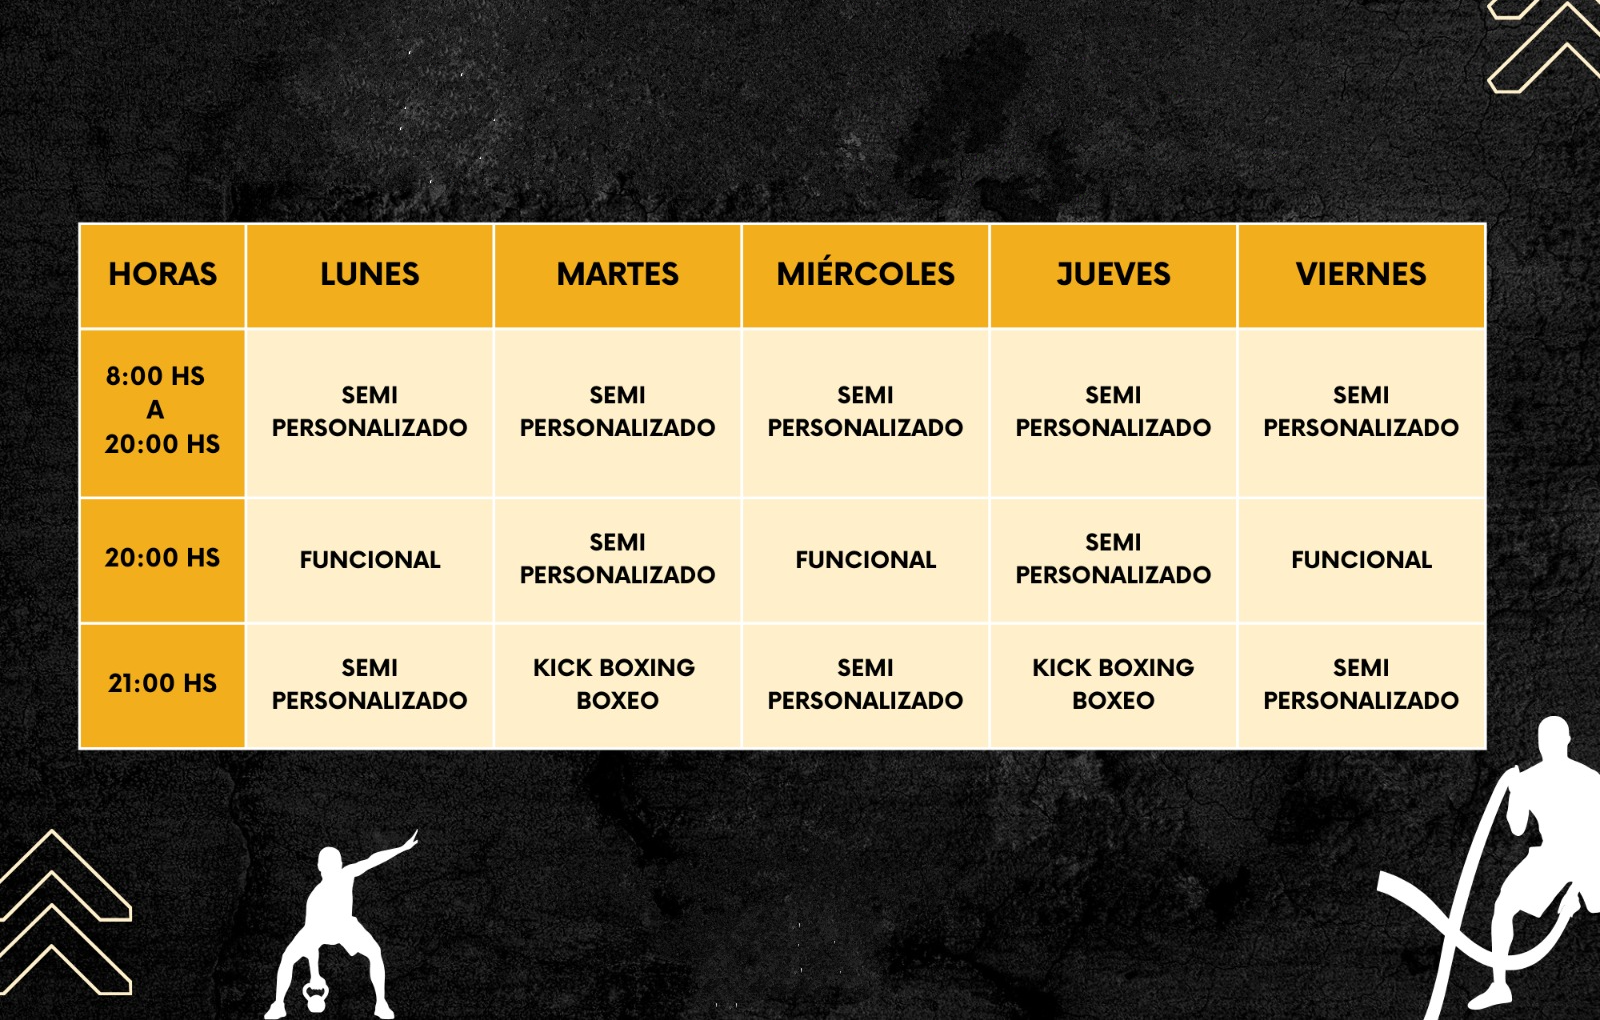 HORAS LUNES MARTES MIÉRCOLES JUEVES VIERNES
8:00 HS
A
20:00 HS
SEMI
PERSONALIZADO
SEMI
PERSONALIZADO
SEMI
PERSONALIZADO
SEMI
PERSONALIZADO
SEMI
PERSONALIZADO
20:00 HS
FUNCIONAL
SEMI
PERSONALIZADO
FUNCIONAL
SEMI
PERSONALIZADO
FUNCIONAL
21:00 HS
SEMI
PERSONALIZADO
KICK BOXING
BOXEO
SEMI
PERSONALIZADO
KICK BOXING
BOXEO
SEMI
PERSONALIZADO